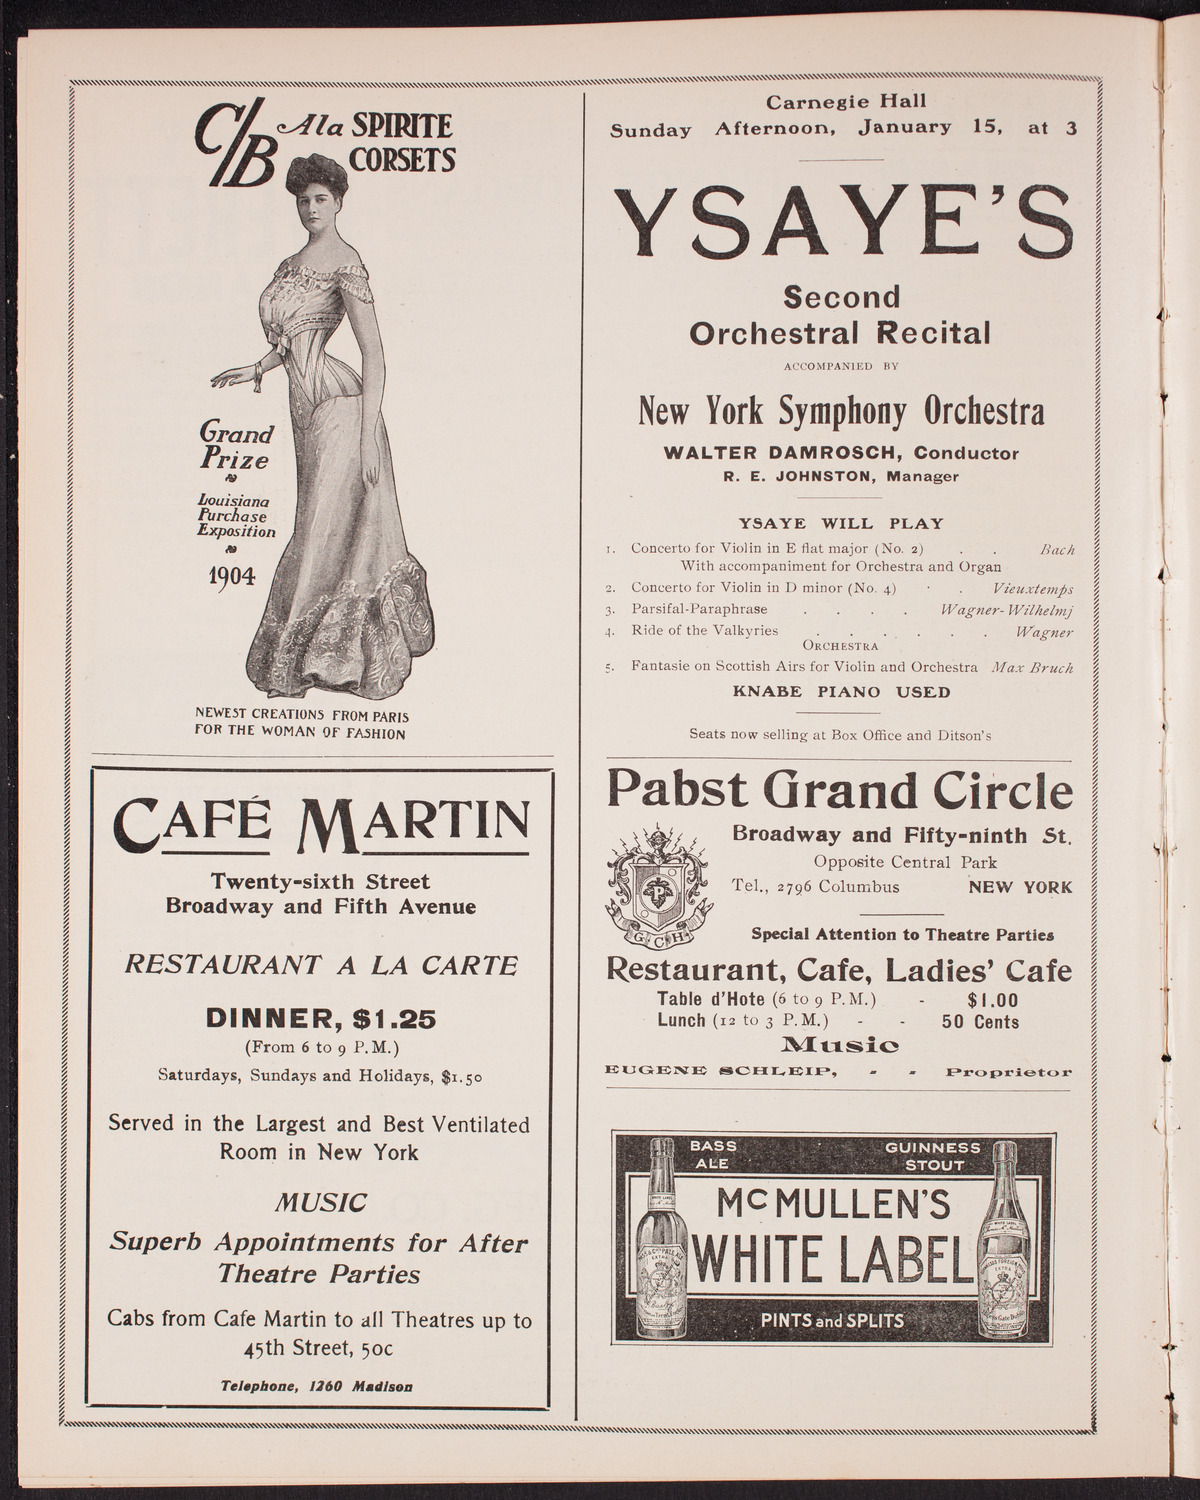 C/B Ala SPIRITE
CORSETS
Grand
Prize
Louisiana
Purchase
Exposition
1904
NEWEST CREATIONS FROM PARIS
FOR THE WOMAN OF FASHION
CAFÉ MARTIN
Twenty-sixth Street
Broadway and Fifth Avenue
RESTAURANT A LA CARTE
DINNER, $1.25
(From 6 to 9 P.M.)
Saturdays, Sundays and Holidays, $1.50
Served in the Largest and Best Ventilated
Room in New York
MUSIC
Superb Appointments for After
Theatre Parties
Cabs from Cafe Martin to all Theatres up to
45th Street, 50c
Telephone, 1260 Madison
Carnegie Hall
Sunday Afternoon, January 15, at 3
YSAYE'S
Second
Orchestral Recital
ACCOMPANIED BY
New York Symphony Orchestra
WALTER DAMROSCH, Conductor
R. E. JOHNSTON, Manager
YSAYE WILL PLAY
1. Concerto for Violin in E flat major (No. 2) . . Bach
With accompaniment for Orchestra and Organ
2. Concerto for Violin in D minor (No. 4) . . Vieuxtemps
3. Parsifal-Paraphrase . . . . Wagner-Wilhelmj
4. Ride of the Valkyries . . . . . . Wagner
ORCHESTRA
5. Fantasie on Scottish Airs for Violin and Orchestra Max Bruch
KNABE PIANO USED
Seats now selling at Box Office and Ditson's
Pabst Grand Circle
Broadway and Fifty-ninth St.
Opposite Central Park
Tel., 2796 Columbus NEW YORK
P
G C H
Special Attention to Theatre Parties
Restaurant, Cafe, Ladies' Cafe
Table d'Hote (6 to 9 P.M.) - $1.00
Lunch (12 to 3 P.M.) - - 50 Cents
Music
EUGENE SCHLEIP, - - Proprietor
BASS
ALE
GUINNESS
STOUT
McMULLEN'S
WHITE LABEL
PINTS and SPLITS